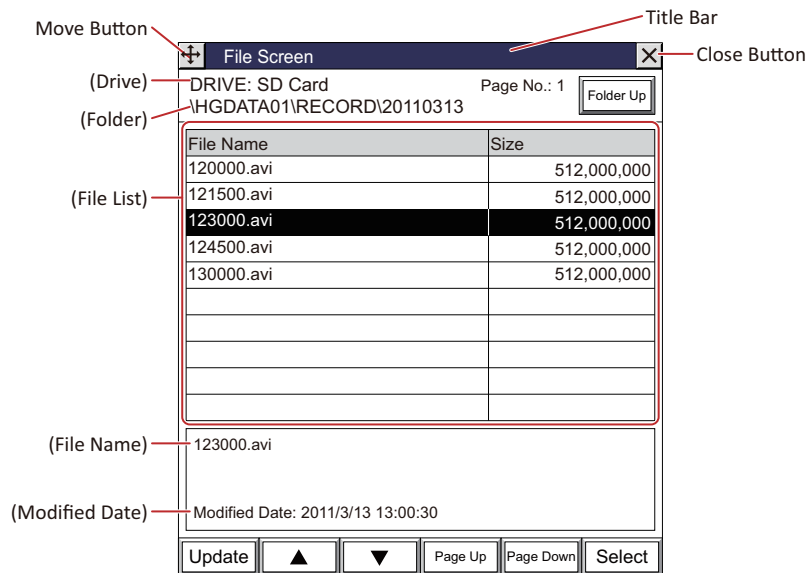 Title Bar
Move Button
File Screen
Close Button
(Drive)
DRIVE: SD Card
Page No.: 1
Folder Up
(Folder)
\HGDATA01\RECORD\20110313
File Name Size
120000.avi 512,000,000
(File List)
121500.avi 512,000,000
123000.avi 512,000,000
124500.avi 512,000,000
130000.avi 512,000,000
(File Name)
123000.avi
(Modified Date)
Modified Date: 2011/3/13 13:00:30
Update ▲ ▼ Page Up Page Down Select